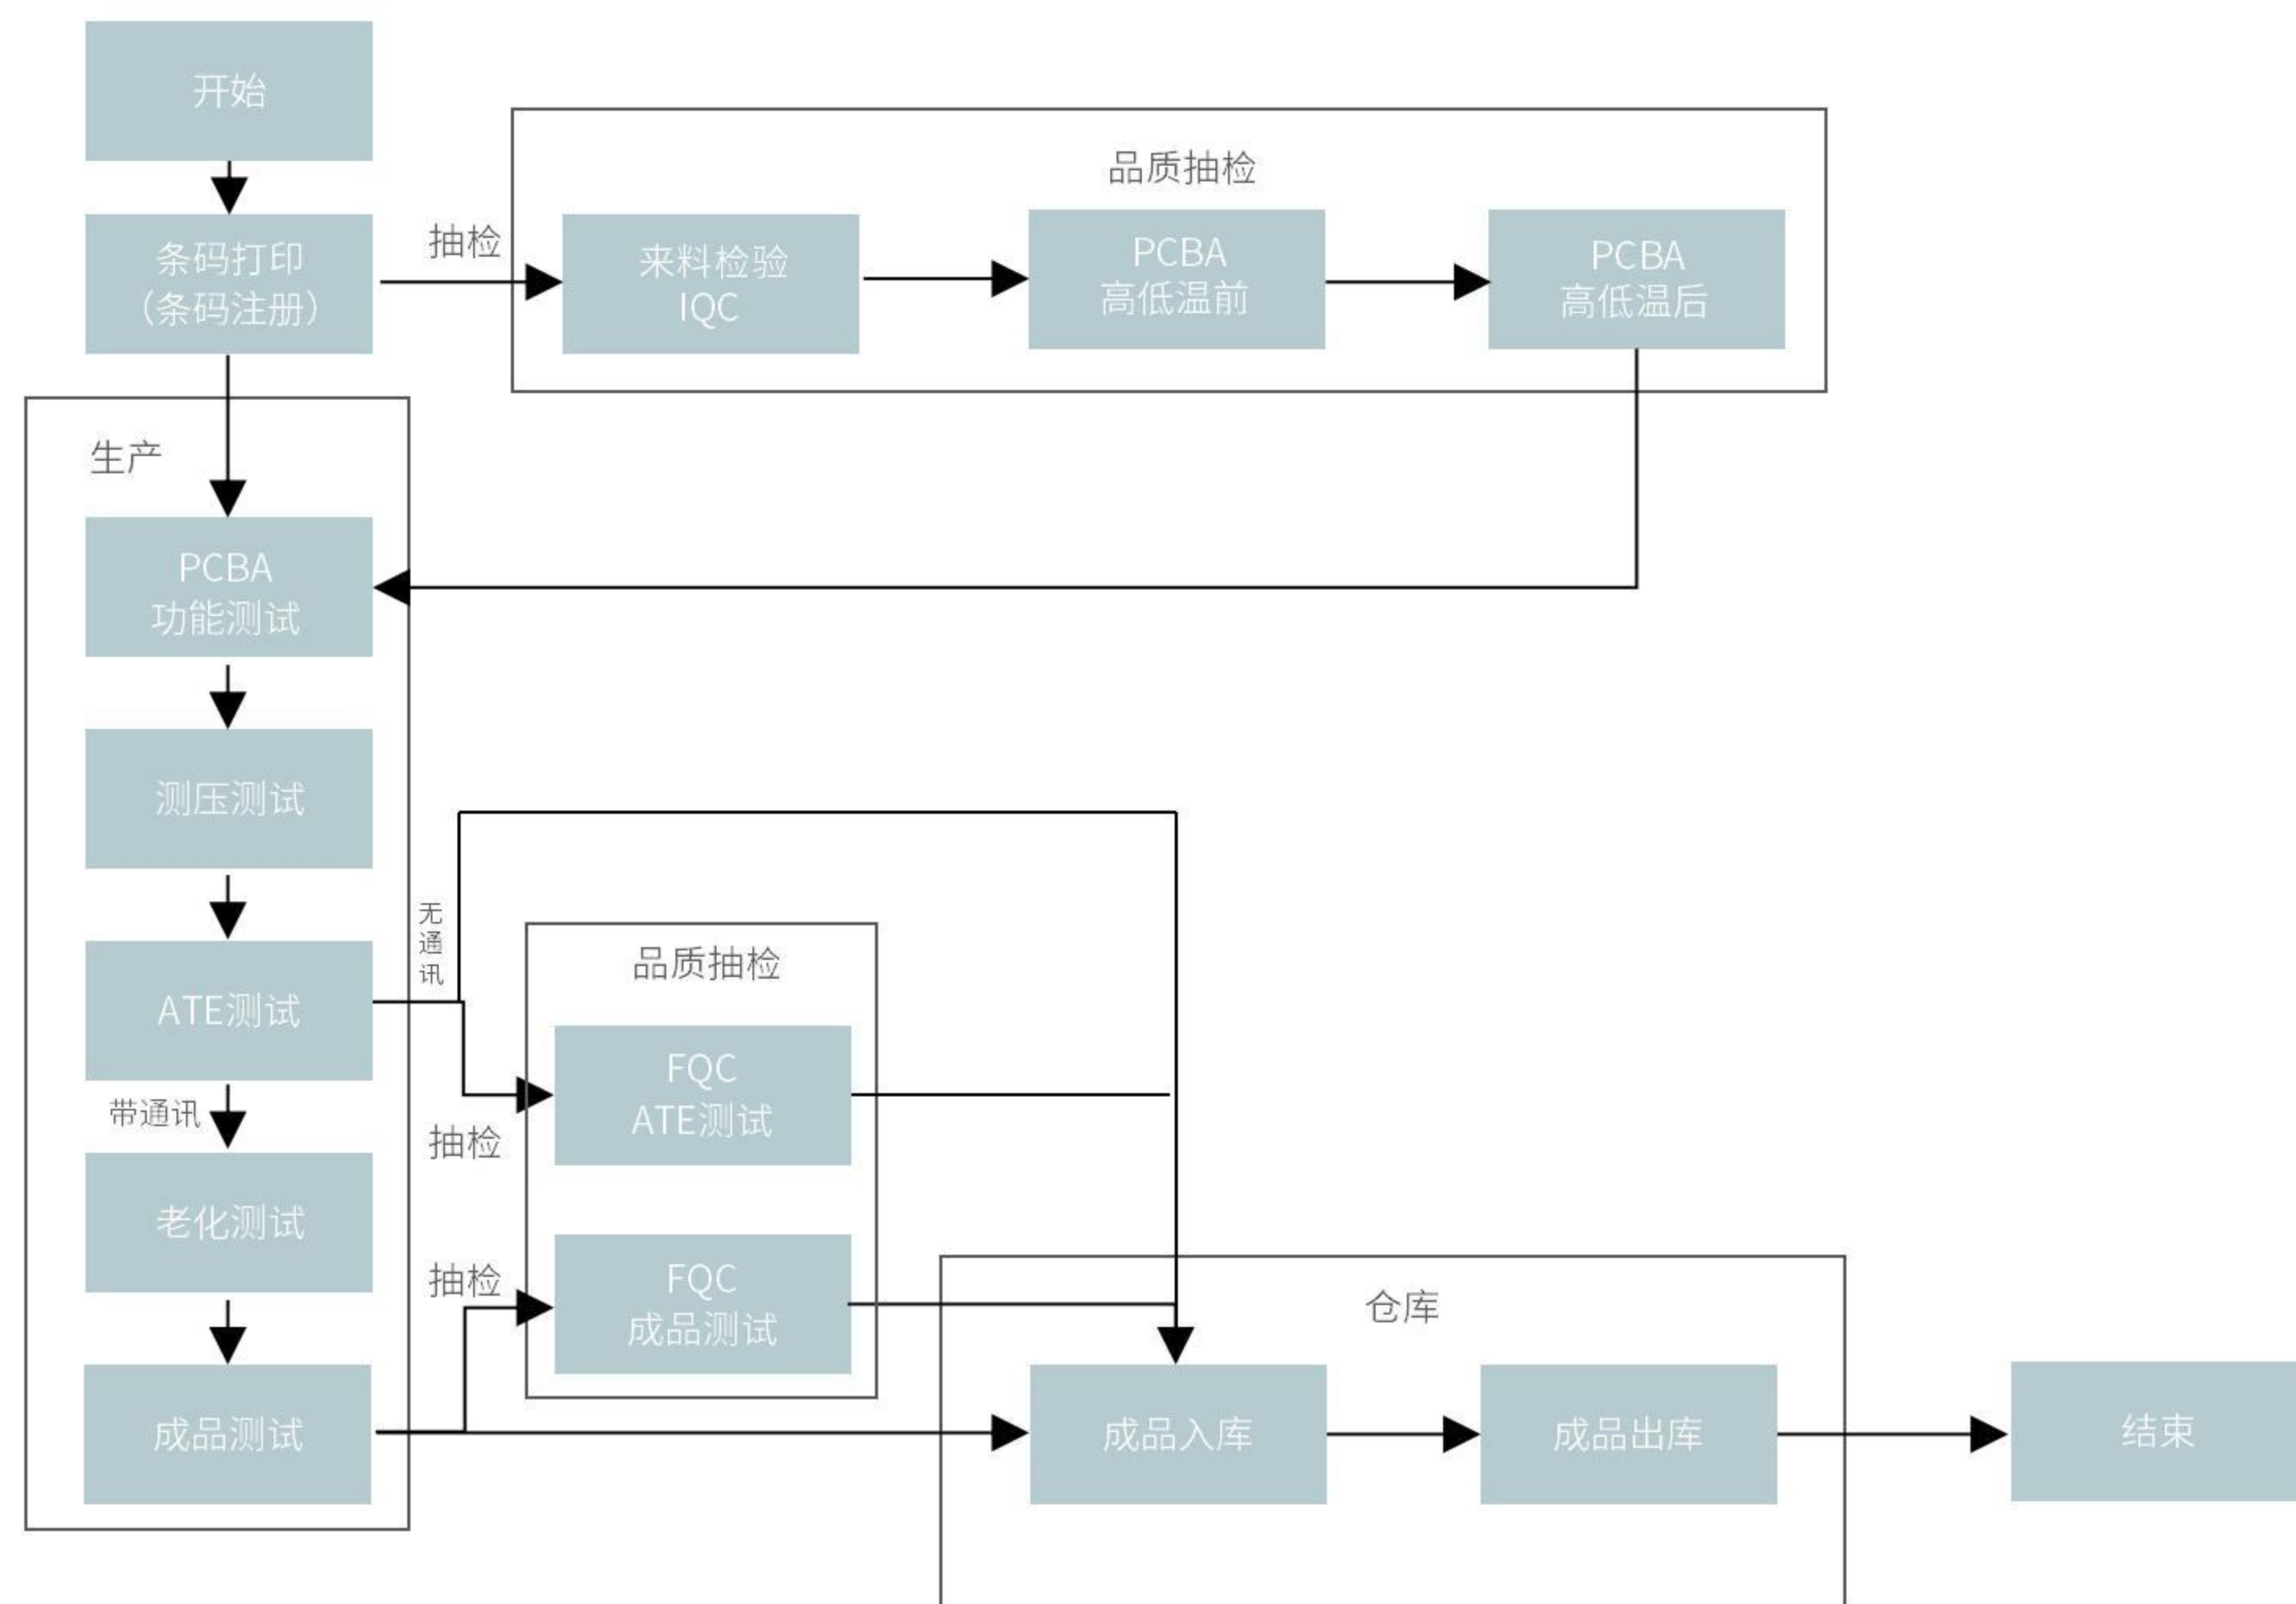 开始
品质抽检
条码打印
（条码注册）
抽检
来料检验
IQC
PCBA
高低温前
PCBA
高低温后
生产
PCBA
功能测试
测压测试
无
通
讯
品质抽检
ATE测试
FQC
ATE测试
带通讯
抽检
老化测试
抽检
FQC
成品测试
仓库
成品测试
成品入库
成品出库
结束